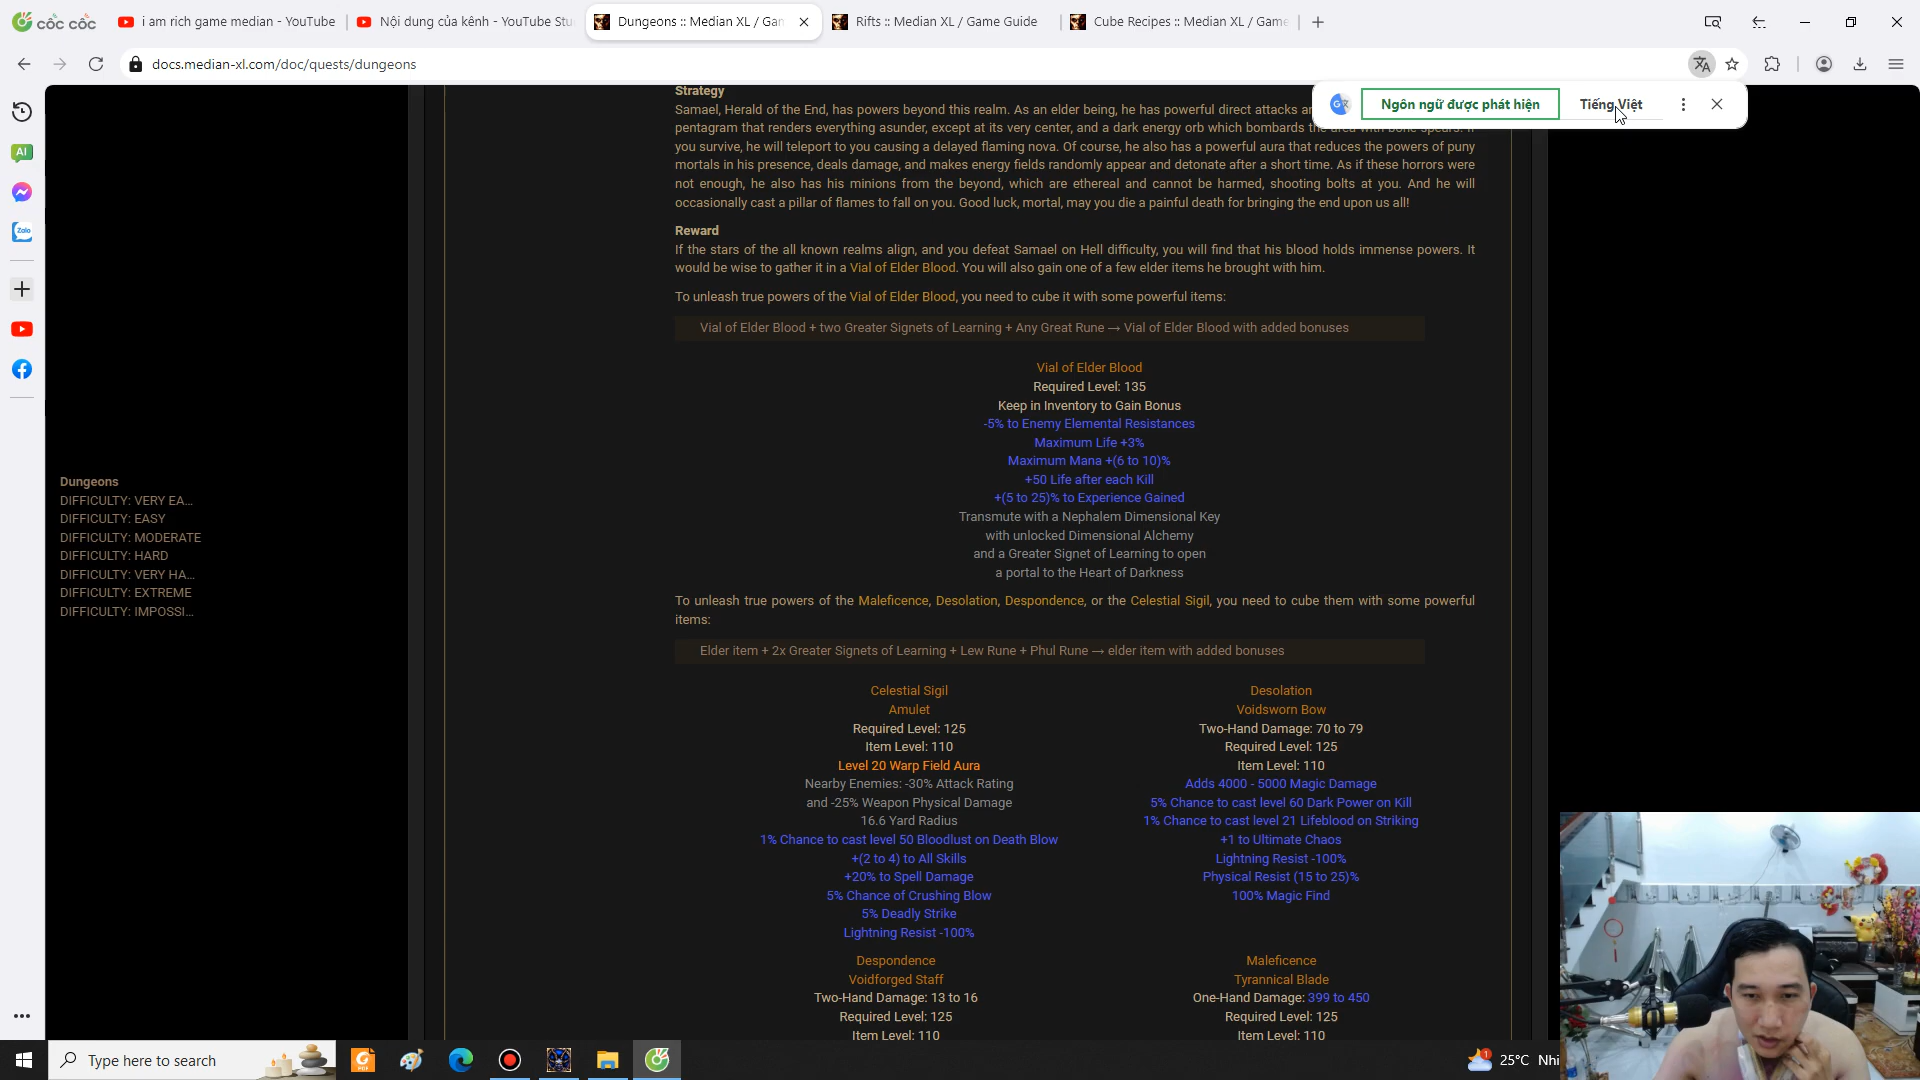 cốc cốc
i am rich game median - YouTube
Nội dung của kênh - YouTube Stu
Dungeons :: Median XL / Gan
Rifts :: Median XL / Game Guide
Cube Recipes :: Median XL / Game
docs.median-xl.com/doc/quests/dungeons
Ngôn ngữ được phát hiện
Tiếng Việt
AI
Zalo
Dungeons
DIFFICULTY: VERY EA...
DIFFICULTY: EASY
DIFFICULTY: MODERATE
DIFFICULTY: HARD
DIFFICULTY: VERY HA...
DIFFICULTY: EXTREME
DIFFICULTY: IMPOSSI...
Strategy
Samael, Herald of the End, has powers beyond this realm. As an elder being, he has powerful direct attacks
pentagram that renders everything asunder, except at its very center, and a dark energy orb which bombards the area with bone spears. If
you survive, he will teleport to you causing a delayed flaming nova. Of course, he also has a powerful aura that reduces the powers of puny
mortals in his presence, deals damage, and makes energy fields randomly appear and detonate after a short time. As if these horrors were
not enough, he also has his minions from the beyond, which are ethereal and cannot be harmed, shooting bolts at you. And he will
occasionally cast a pillar of flames to fall on you. Good luck, mortal, may you die a painful death for bringing the end upon us all!
Reward
If the stars of the all known realms align, and you defeat Samael on Hell difficulty, you will find that his blood holds immense powers. It
would be wise to gather it in a Vial of Elder Blood. You will also gain one of a few elder items he brought with him.
To unleash true powers of the Vial of Elder Blood, you need to cube it with some powerful items:
Vial of Elder Blood + two Greater Signets of Learning + Any Great Rune → Vial of Elder Blood with added bonuses
Vial of Elder Blood
Required Level: 135
Keep in Inventory to Gain Bonus
-5% to Enemy Elemental Resistances
Maximum Life +3%
Maximum Mana +(6 to 10)%
+50 Life after each Kill
+(5 to 25)% to Experience Gained
Transmute with a Nephalem Dimensional Key
with unlocked Dimensional Alchemy
and a Greater Signet of Learning to open
a portal to the Heart of Darkness
To unleash true powers of the Maleficence, Desolation, Despondence, or the Celestial Sigil, you need to cube them with some powerful
items:
Elder item + 2x Greater Signets of Learning + Lew Rune + Phul Rune → elder item with added bonuses
Celestial Sigil
Amulet
Required Level: 125
Item Level: 110
Level 20 Warp Field Aura
Nearby Enemies: -30% Attack Rating
and -25% Weapon Physical Damage
16.6 Yard Radius
1% Chance to cast level 50 Bloodlust on Death Blow
+(2 to 4) to All Skills
+20% to Spell Damage
5% Chance of Crushing Blow
5% Deadly Strike
Lightning Resist -100%
Desolation
Voidsworn Bow
Two-Hand Damage: 70 to 79
Required Level: 125
Item Level: 110
Adds 4000 - 5000 Magic Damage
5% Chance to cast level 60 Dark Power on Kill
1% Chance to cast level 21 Lifeblood on Striking
+1 to Ultimate Chaos
Lightning Resist -100%
Physical Resist (15 to 25)%
100% Magic Find
Despondence
Voidforged Staff
Two-Hand Damage: 13 to 16
Required Level: 125
Item Level: 110
Maleficence
Tyrannical Blade
One-Hand Damage: 399 to 450
Required Level: 125
Item Level: 110
Type here to search
1
25°C Nhi